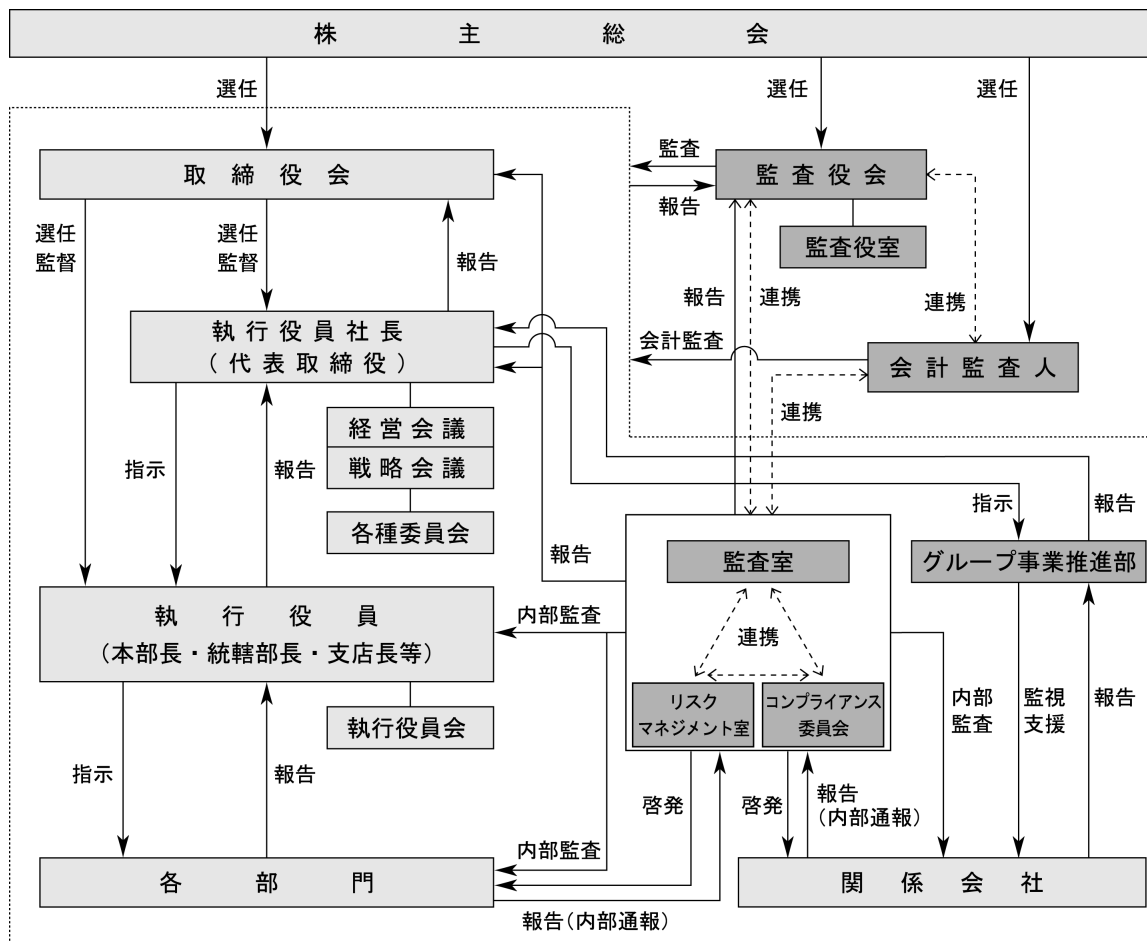 株主総会
選任
選任
選任
取締役会
監査
報告
監査役会
監査役室
選任
監督
選任
監督
報告
報告
連携
連携
執行役員社長
(代表取締役)
会計監査
会計監査人
連携
経営会議
戦略会議
各種委員会
指示
報告
指示
報告
報告
監査室
グループ事業推進部
執行役員
(本部長・統轄部長・支店長等)
内部監査
連携
リスク
マネジメント室
コンプライアンス
委員会
執行役員会
内部
監査
監視
支援
報告
指示
報告
啓発
啓発
報告
(内部通報)
内部監査
各部門
関係会社
報告(内部通報)